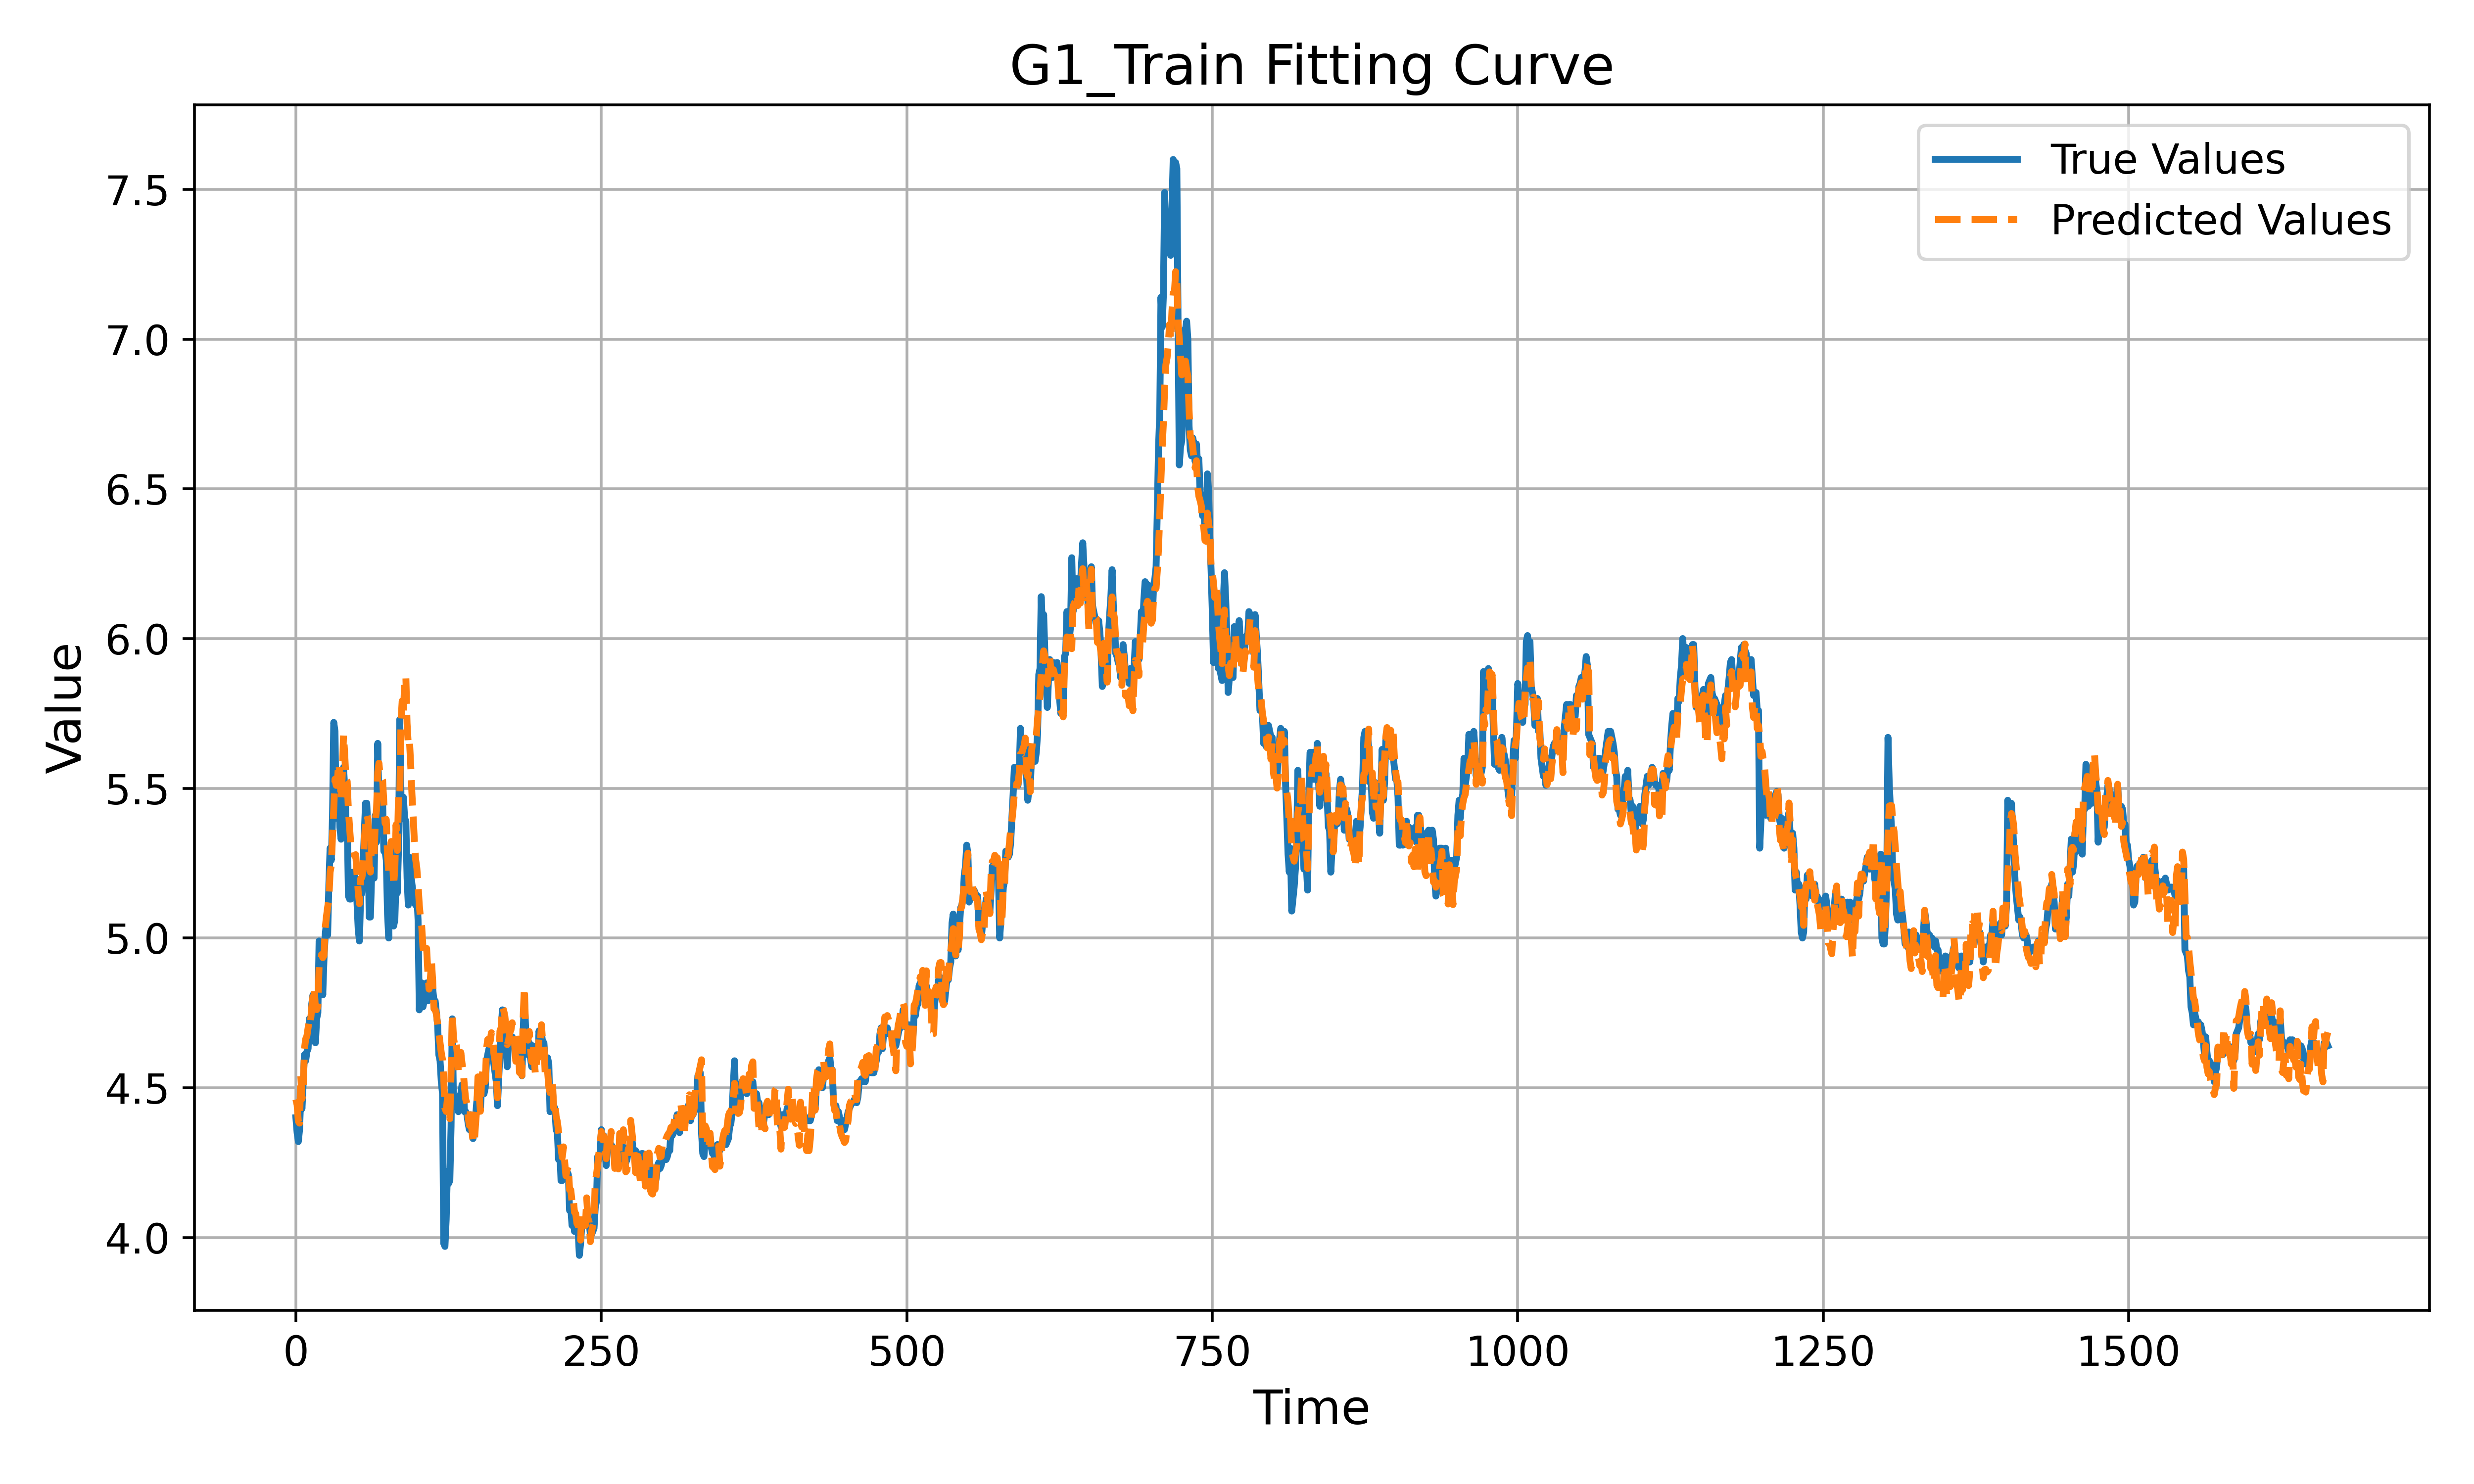 G1_Train Fitting Curve
True Values
Predicted Values
Value
7.5
7.0
6.5
6.0
5.5
5.0
4.5
4.0
0 250 500 750 1000 1250 1500
Time